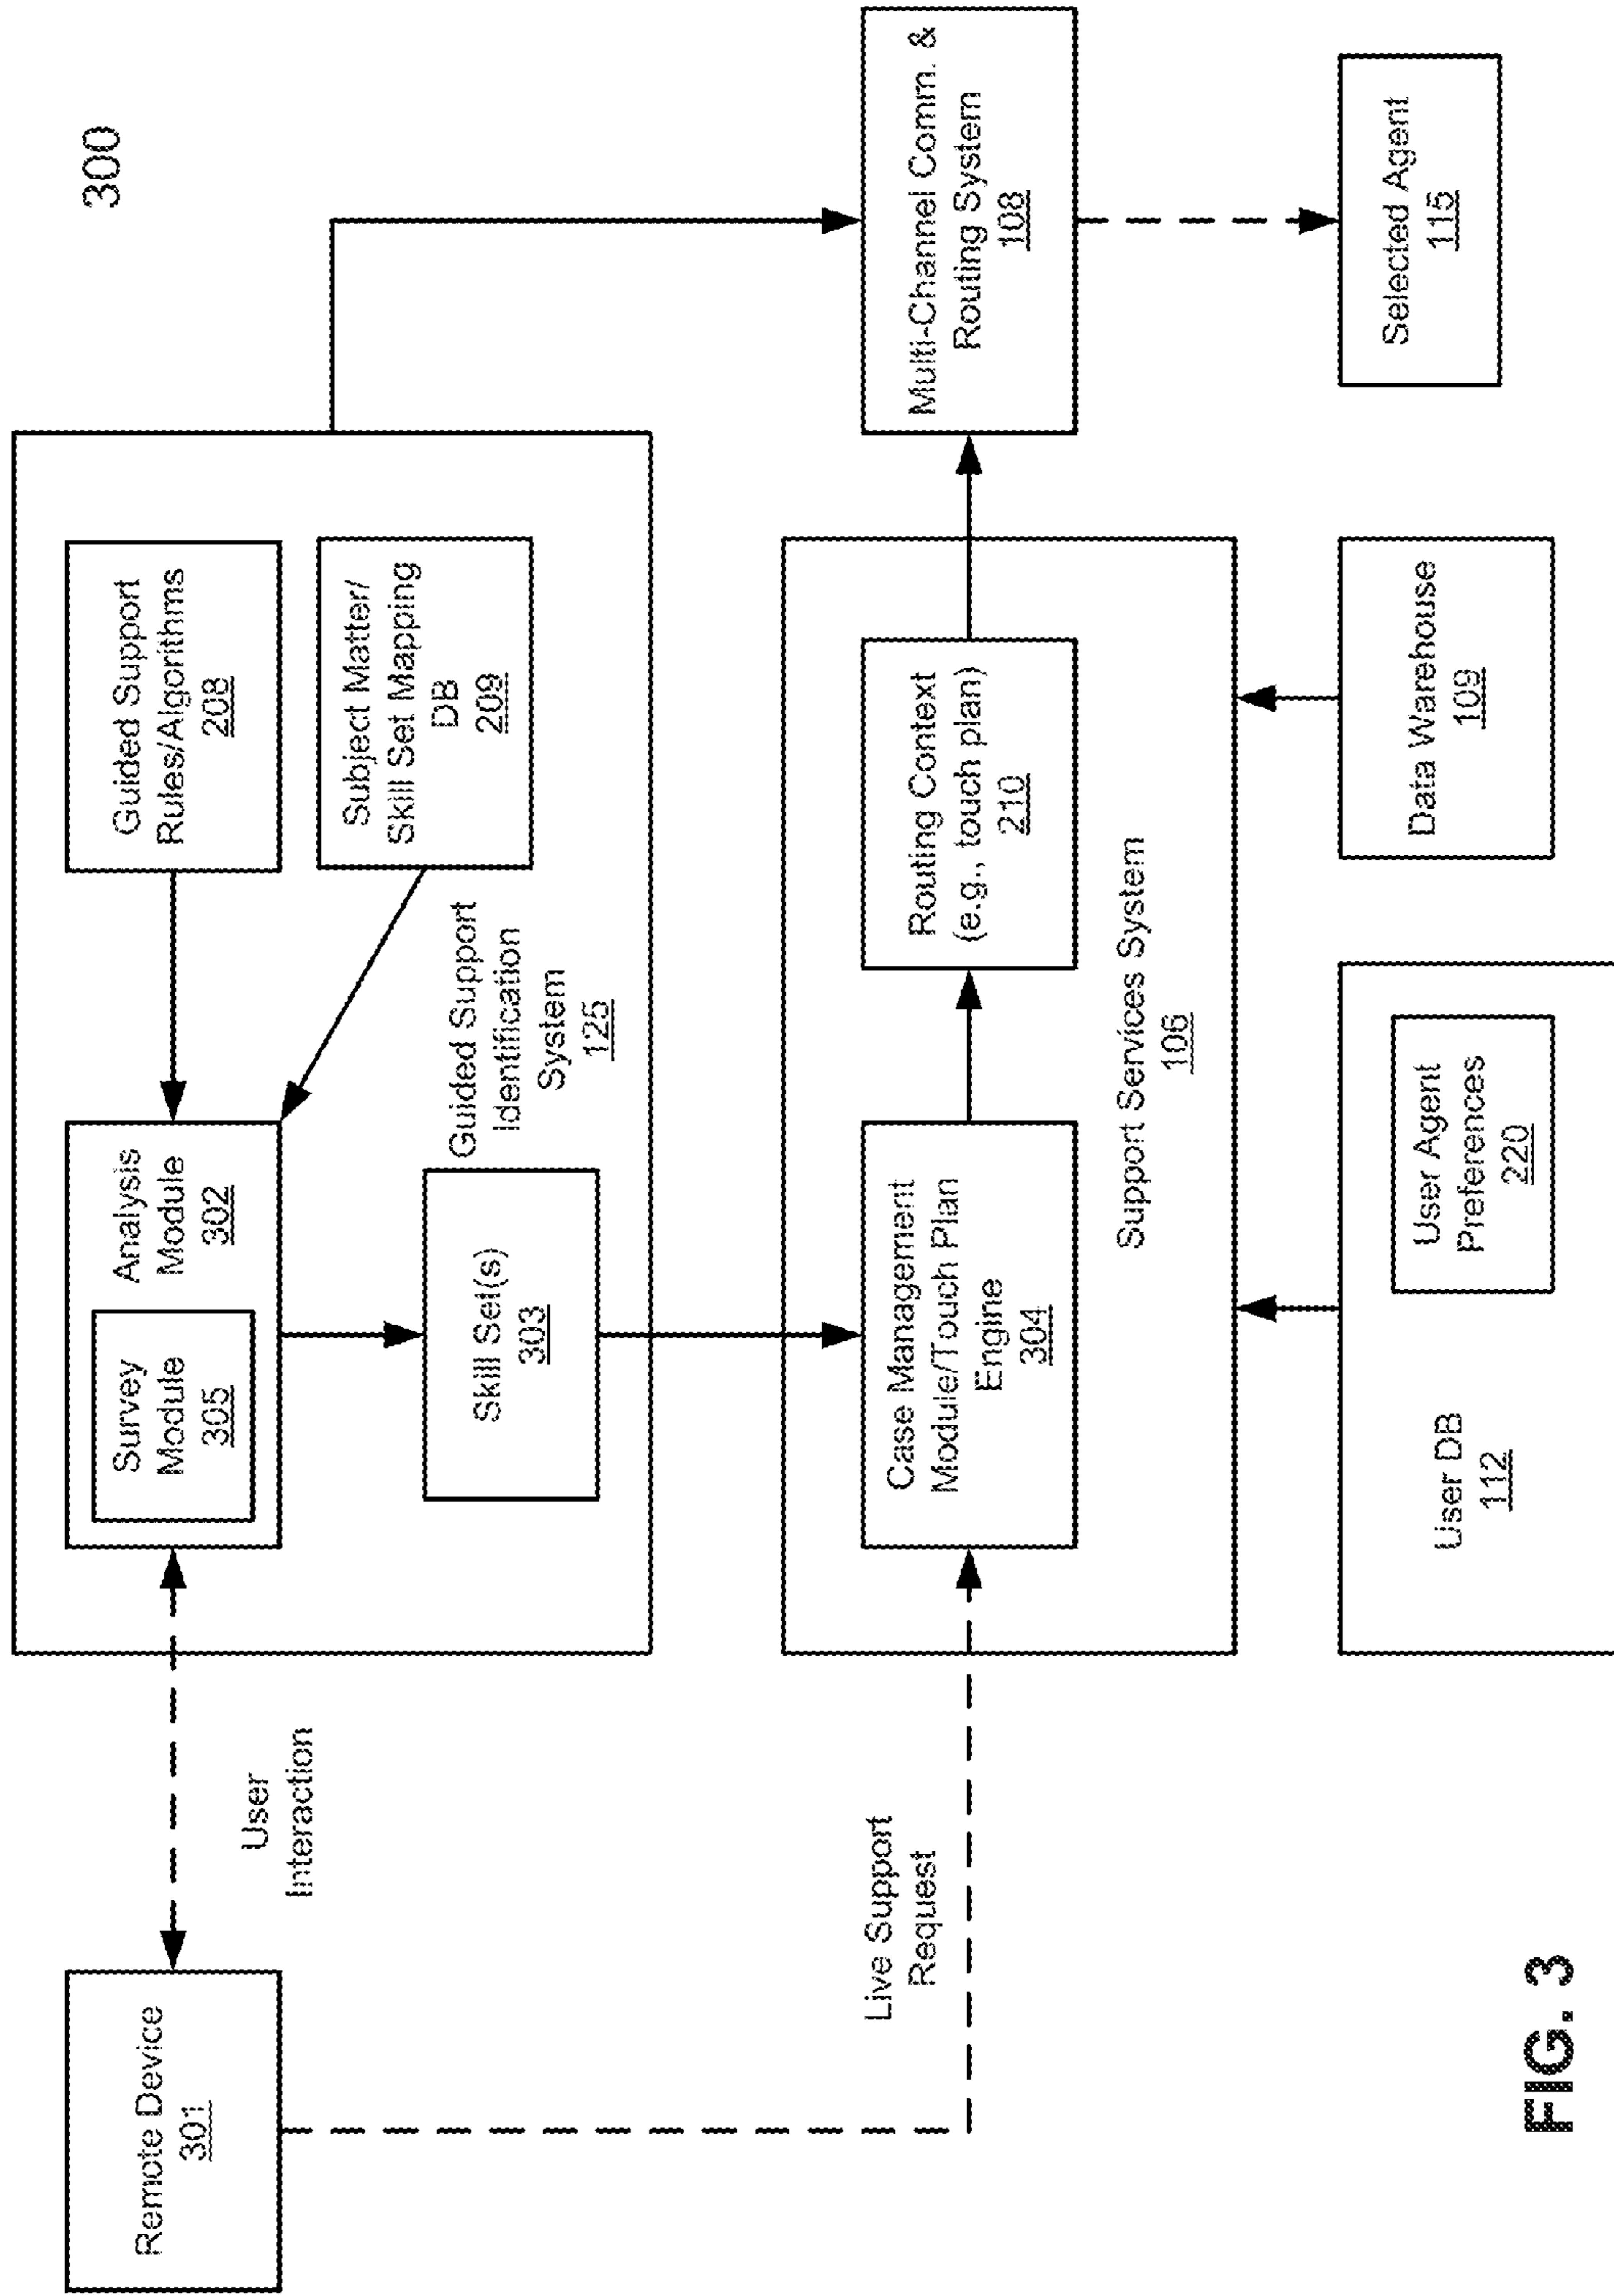 300
Remote Device
301
User
Interaction
Survey
Module
305
Analysis
Module
302
Guided Support
Rules/Algorithms
208
Subject Matter/
Skill Set Mapping
DB
209
Skill Set(s)
303
Guided Support
Identification
System
125
Live Support
Request
Case Management
Module/Touch Plan
Engine
304
Routing Context
(e.g., touch plan)
210
Support Services System
106
Multi-Channel Comm. &
Routing System
108
User DB
112
User Agent
Preferences
220
Data Warehouse
109
Selected Agent
115
FIG. 3